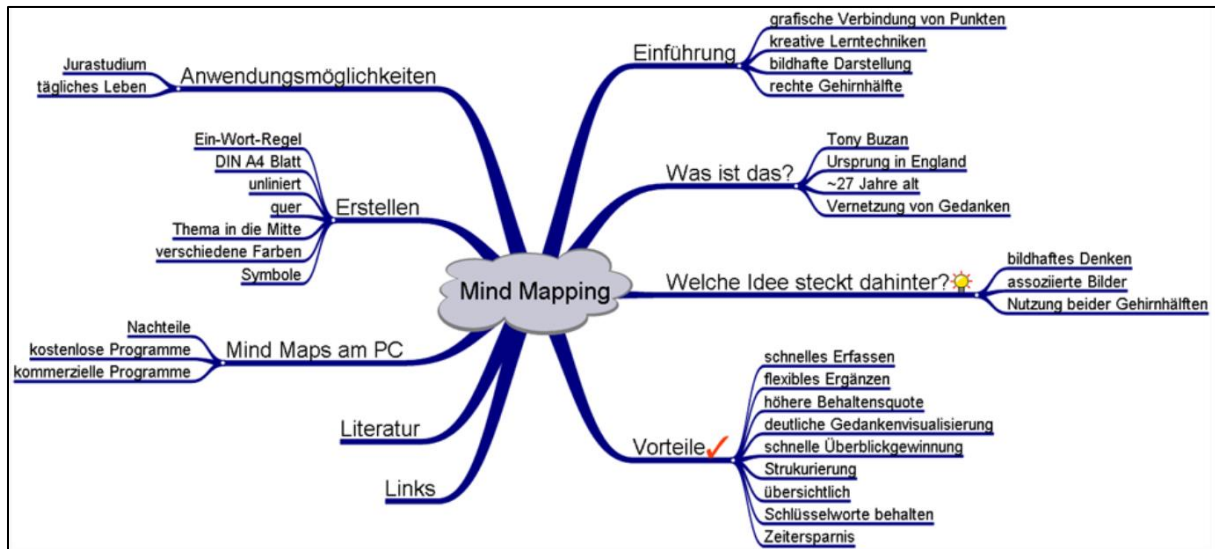 Mind Mapping
Einführung
grafische Verbindung von Punkten
kreative Lerntechniken
bildhafte Darstellung
rechte Gehirnhälfte
Was ist das?
Tony Buzan
Ursprung in England
~27 Jahre alt
Vernetzung von Gedanken
Welche Idee steckt dahinter?
bildhaftes Denken
assoziierte Bilder
Nutzung beider Gehirnhälften
Vorteile
schnelles Erfassen
flexibles Ergänzen
höhere Behaltensquote
deutliche Gedankenvisualisierung
schnelle Überblickgewinnung
Strukurierung
übersichtlich
Schlüsselworte behalten
Zeitersparnis
Anwendungsmöglichkeiten
Jurastudium
tägliches Leben
Erstellen
Ein-Wort-Regel
DIN A4 Blatt
unliniert
quer
Thema in die Mitte
verschiedene Farben
Symbole
Mind Maps am PC
Nachteile
kostenlose Programme
kommerzielle Programme
Literatur
Links